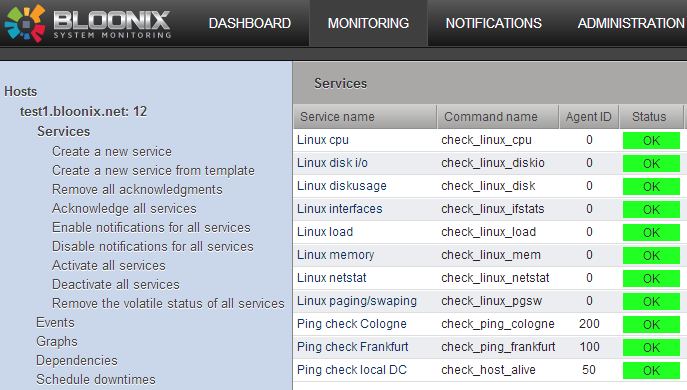 BLOONIX
SYSTEM MONITORING
DASHBOARD MONITORING NOTIFICATIONS ADMINISTRATION
Hosts
test1.bloonix.net: 12
Services
Create a new service
Create a new service from template
Remove all acknowledgments
Acknowledge all services
Enable notifications for all services
Disable notifications for all services
Activate all services
Deactivate all services
Remove the volatile status of all services
Events
Graphs
Dependencies
Schedule downtimes
Services
Service name Command name Agent ID Status
Linux cpu check_linux_cpu 0 OK
Linux disk i/o check_linux_diskio 0 OK
Linux diskusage check_linux_disk 0 OK
Linux interfaces check_linux_ifstats 0 OK
Linux load check_linux_load 0 OK
Linux memory check_linux_mem 0 OK
Linux netstat check_linux_netstat 0 OK
Linux paging/swaping check_linux_pgsw 0 OK
Ping check Cologne check_ping_cologne 200 OK
Ping check Frankfurt check_ping_frankfurt 100 OK
Ping check local DC check_host_alive 50 OK